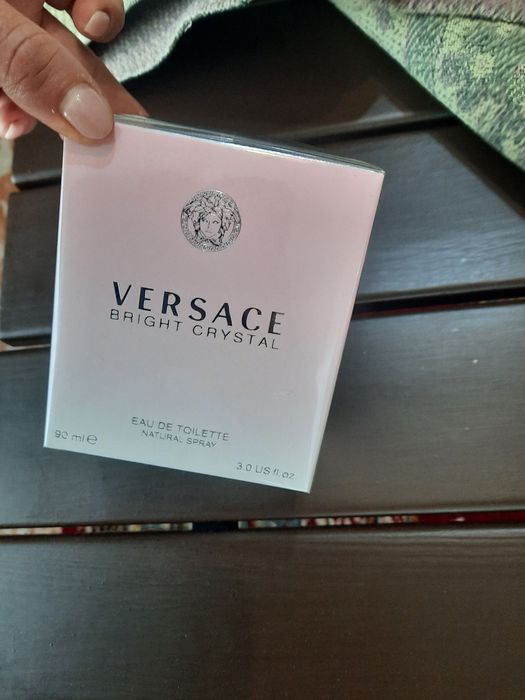 VERSACE
BRIGHT CRYSTAL
EAU DE TOILETTE
NATURAL SPRAY
90 ml e
3.0 US fl.oz